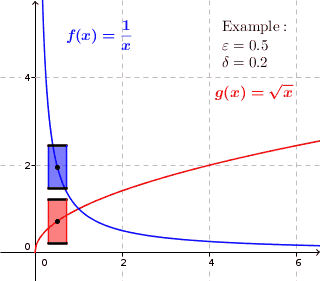 f(x) = 1/x
Example :
ε = 0.5
δ = 0.2
g(x) = √x
4
2
0
0 2 4 6